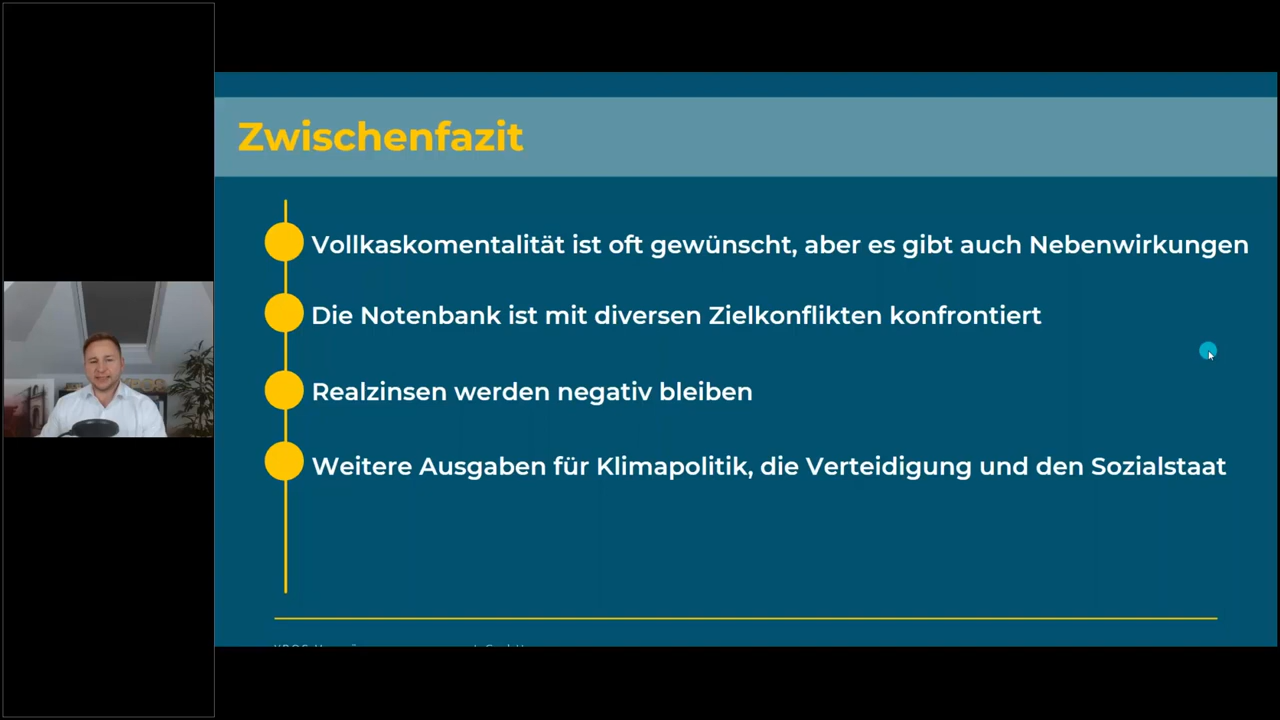 Zwischenfazit
Vollkaskomentalität ist oft gewünscht, aber es gibt auch Nebenwirkungen
Die Notenbank ist mit diversen Zielkonflikten konfrontiert
Realzinsen werden negativ bleiben
Weitere Ausgaben für Klimapolitik, die Verteidigung und den Sozialstaat